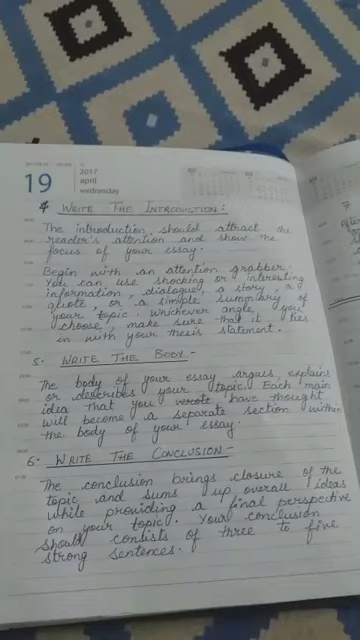 19
2017
april
wednesday
4 WRITE THE INTRODUCTION:
The introduction should attract the
reader's attention and show the
focus of your essay.
Begin with an attention grabber.
You can use shocking or interesting
information, dialogue, a story, a
quote, or a simple summary of
your topic. Whichever angle you
choose, make sure that it ties
in with your thesis statement.
5. WRITE THE BODY-
The body of your essay argues, explains
or describes your topic. Each main
idea that you wrote have thought
will become a separate section within
the body of your essay.
6. WRITE THE CONCLUSION-
The conclusion brings closure of the
topic and sums up overall ideas
while providing a final perspective
on your topic. Your conclusion
should consists of three to five
strong sentences.